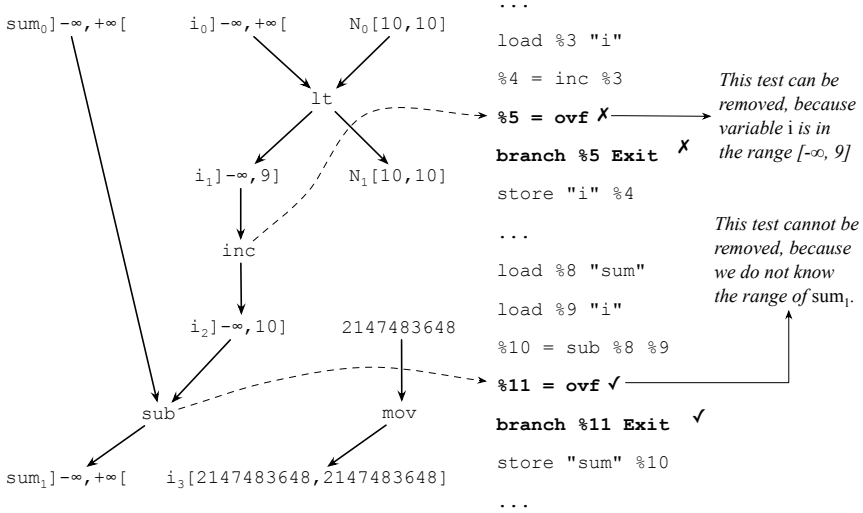 sum₀]-∞,+∞[ i₀]-∞,+∞[ N₀[10,10]
lt
i₁]-∞,9] N₁[10,10]
inc
i₂]-∞,10] 2147483648
sub mov
sum₁]-∞,+∞[ i₃[2147483648,2147483648]
...
load %3 "i"
%4 = inc %3
%5 = ovf ✗
branch %5 Exit ✗
store "i" %4
...
load %8 "sum"
load %9 "i"
%10 = sub %8 %9
%11 = ovf ✓
branch %11 Exit ✓
store "sum" %10
...
This test can be
removed, because
variable i is in
the range [-∞, 9]
This test cannot be
removed, because
we do not know
the range of sum₁.